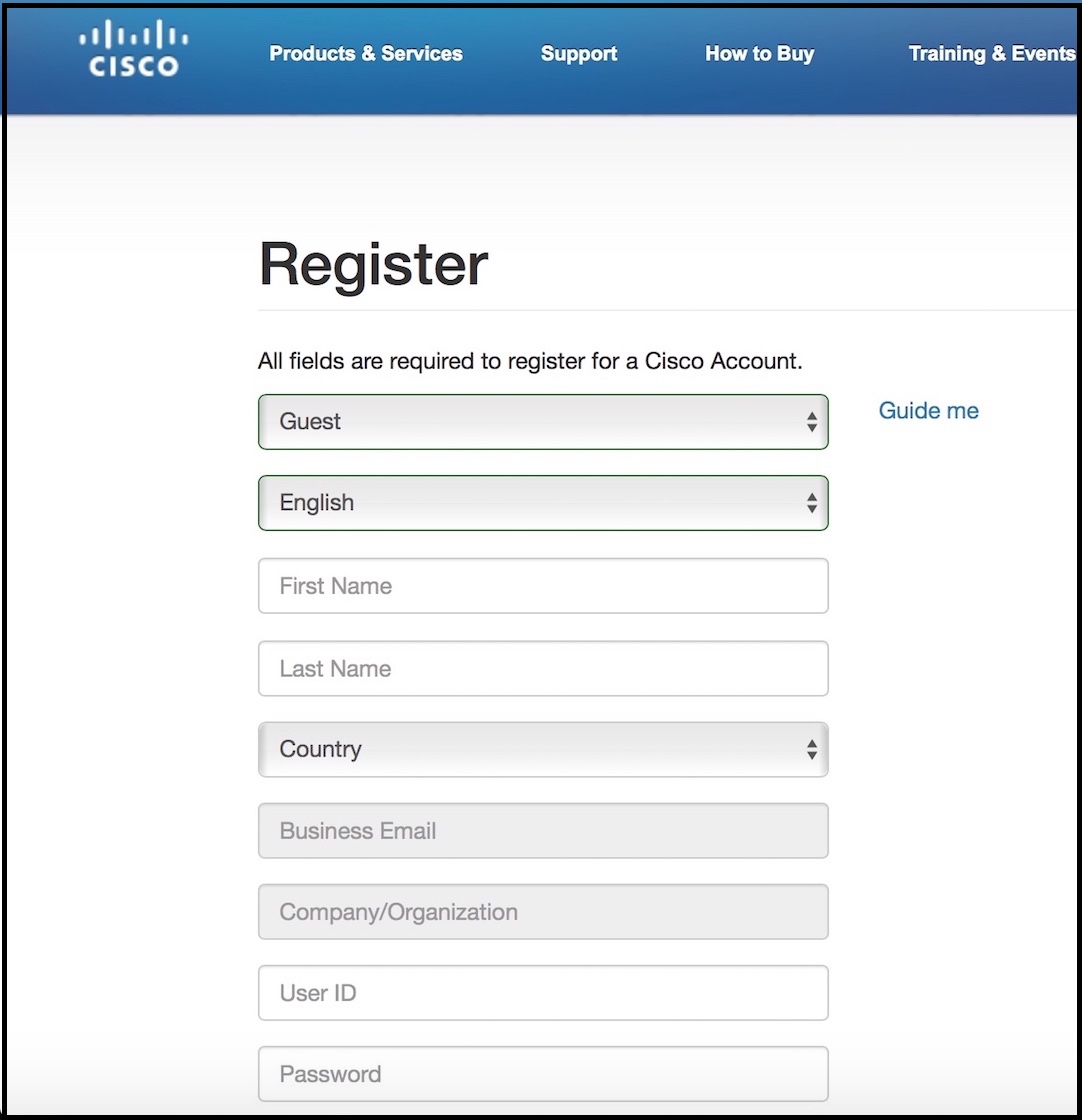 CISCO
Products & Services Support How to Buy Training & Events
Register
All fields are required to register for a Cisco Account.
Guest
Guide me
English
First Name
Last Name
Country
Business Email
Company/Organization
User ID
Password